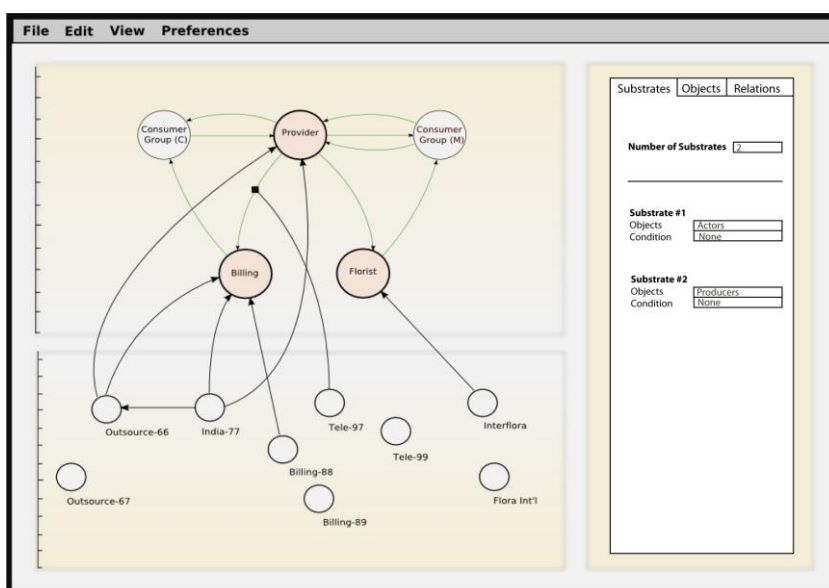 File Edit View Preferences
Substrates Objects Relations
Number of Substrates 2
Substrate #1
Objects Actors
Condition None
Substrate #2
Objects Producers
Condition None
Consumer
Group (C)
Provider
Consumer
Group (M)
Billing
Florist
Outsource-66
India-77
Tele-97
Interflora
Tele-99
Billing-88
Outsource-67
Billing-89
Flora Int'l